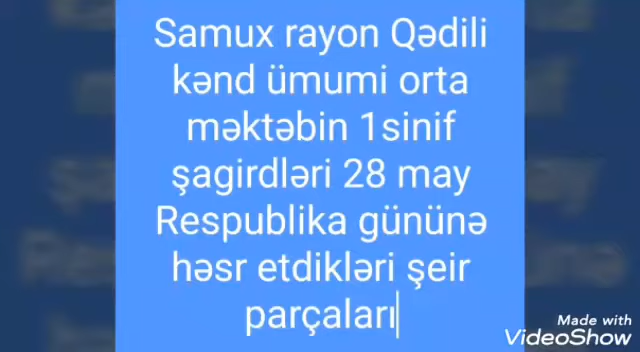 Samux rayon Qədili
kənd ümumi orta
məktəbin 1sinif
şagirdləri 28 may
Respublika gününə
həsr etdikləri şeir
parçaları
Made with
VideoShow